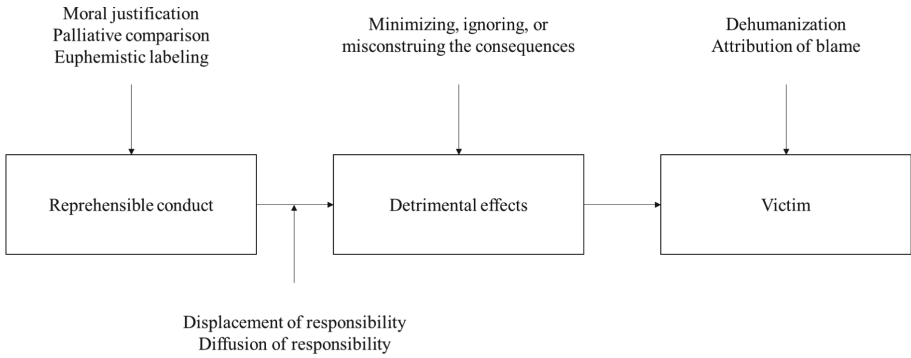 Moral justification
Palliative comparison
Euphemistic labeling
Minimizing, ignoring, or
misconstruing the consequences
Dehumanization
Attribution of blame
Reprehensible conduct
Detrimental effects
Victim
Displacement of responsibility
Diffusion of responsibility